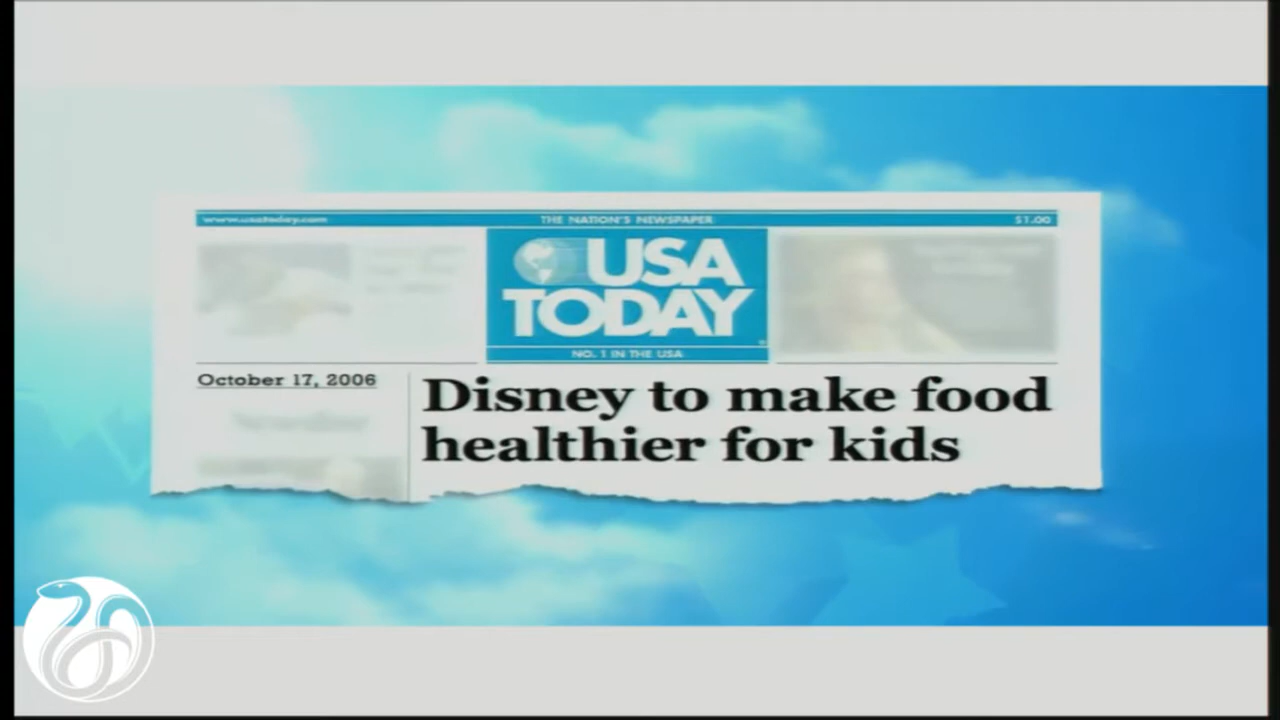 www.usatoday.com
THE NATION'S NEWSPAPER
$1.00
USA
TODAY
NO. 1 IN THE USA
October 17, 2006
Disney to make food
healthier for kids